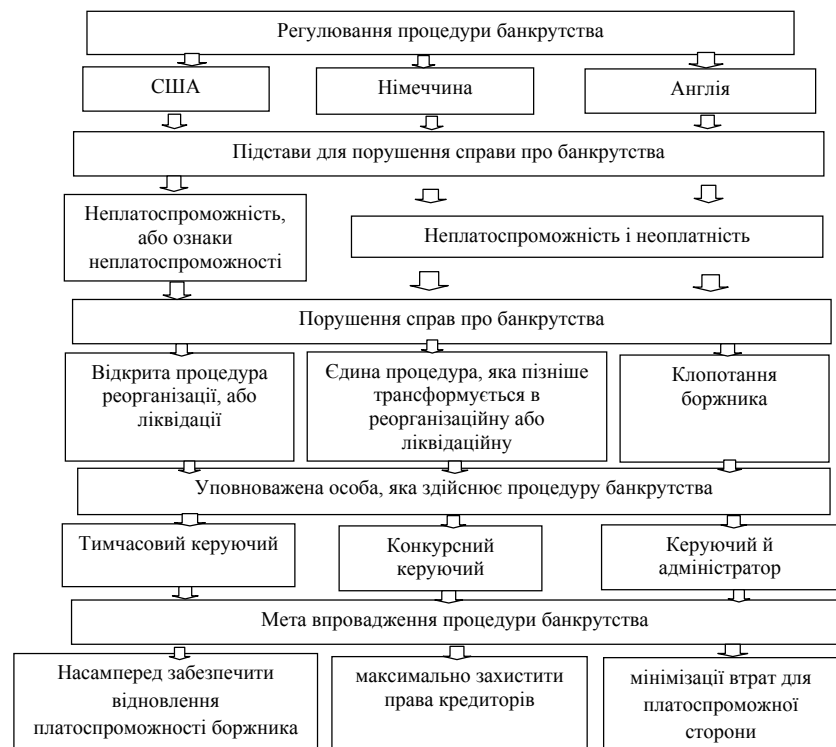 Регулювання процедури банкрутства
США
Німеччина
Англія
Підстави для порушення справи про банкрутства
Неплатоспроможність,
або ознаки
неплатоспроможності
Неплатоспроможність і неоплатність
Порушення справ про банкрутства
Відкрита процедура
реорганізації, або
ліквідації
Єдина процедура, яка пізніше
трансформується в
реорганізаційну або
ліквідаційну
Клопотання
боржника
Уповноважена особа, яка здійснює процедуру банкрутства
Тимчасовий керуючий
Конкурсний
керуючий
Керуючий й
адміністратор
Мета впровадження процедури банкрутства
Насамперед забезпечити
відновлення
платоспроможності боржника
максимально захистити
права кредиторів
мінімізації втрат для
платоспроможної
сторони